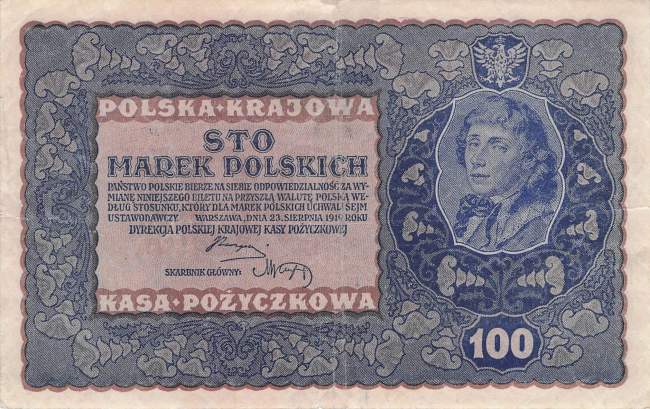 POLSKA KRAJOWA
STO
MAREK POLSKICH
PAŃSTWO POLSKIE BIERZE NA SIEBIE ODPOWIEDZIALNOŚĆ ZA WY-
MIANĘ NINIEJSZEGO BILETU NA PRZYSZŁĄ WALUTĘ POLSKĄ WE-
DŁUG STOSUNKU, KTÓRY DLA MAREK POLSKICH UCHWALI SEJM
USTAWODAWCZY. WARSZAWA, DNIA 23. SIERPNIA 1919 ROKU
DYREKCJA POLSKIEJ KRAJOWEJ KASY POŻYCZKOWEJ
SKARBNIK GŁÓWNY:
KASA POŻYCZKOWA
100